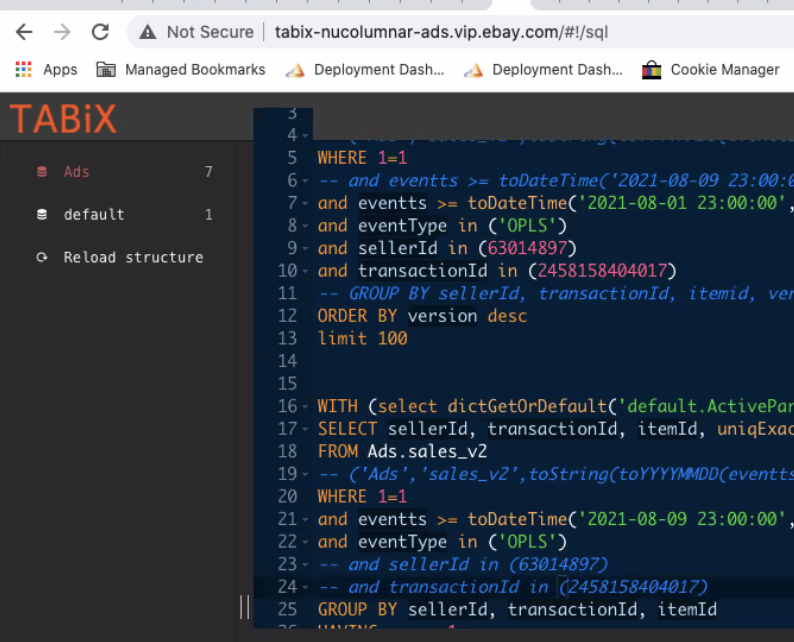 Not Secure | tabix-nucolumnar-ads.vip.ebay.com/#!/sql
Apps Managed Bookmarks Deployment Dash... Deployment Dash... Cookie Manager
TABiX
Ads 7
default 1
Reload structure
3
4
5 WHERE 1=1
6 -- and eventts >= toDateTime('2021-08-09 23:00:0
7 and eventts >= toDateTime('2021-08-01 23:00:00',
8 and eventType in ('OPLS')
9 and sellerId in (63014897)
10 and transactionId in (2458158404017)
11 -- GROUP BY sellerId, transactionId, itemid, ver
12 ORDER BY version desc
13 limit 100
14
15
16 WITH (select dictGetOrDefault('default.ActivePar
17 SELECT sellerId, transactionId, itemId, uniqExac
18 FROM Ads.sales_v2
19 -- ('Ads','sales_v2',toString(toYYYYMMDD(eventts
20 WHERE 1=1
21 and eventts >= toDateTime('2021-08-09 23:00:00',
22 and eventType in ('OPLS')
23 -- and sellerId in (63014897)
24 -- and transactionId in (2458158404017)
25 GROUP BY sellerId, transactionId, itemId